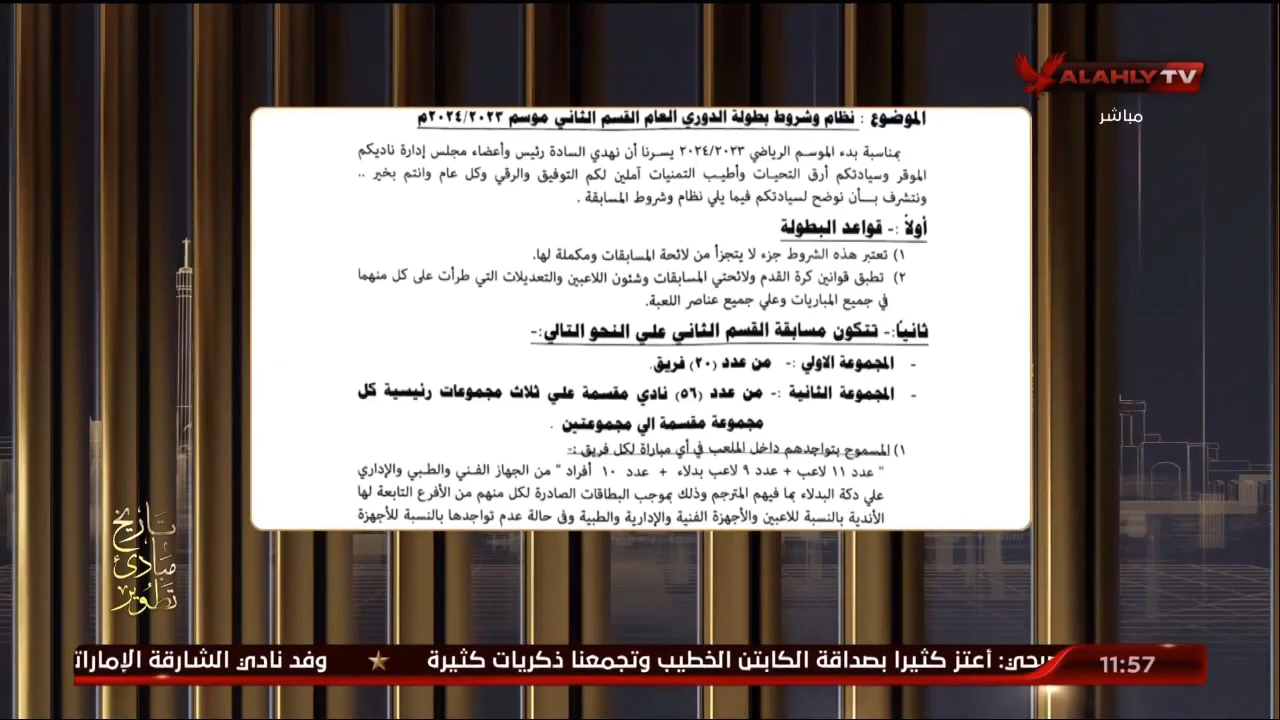 ALAHLY TV
مباشر
الموضوع : نظام وشروط بطولة الدوري العام القسم الثاني موسم ٢٠٢٤/٢٠٢٣م
بمناسبة بدء الموسم الرياضي ٢٠٢٤/٢٠٢٣ يسرنا أن نهدي السادة رئيس وأعضاء مجلس إدارة ناديكم
الموقر وسيادتكم أرق التحيات وأطيب التمنيات آملين لكم التوفيق والرقي وكل عام وانتم بخير ..
ونتشرف بأن نوضح لسيادتكم فيما يلي نظام وشروط المسابقة .
أولاً :- قواعد البطولة
١) تعتبر هذه الشروط جزء لا يتجزأ من لائحة المسابقات ومكملة لها.
٢) تطبق قوانين كرة القدم ولائحتي المسابقات وشئون اللاعبين والتعديلات التي طرأت على كل منهما
في جميع المباريات وعلي جميع عناصر اللعبة.
ثانياً:- تتكون مسابقة القسم الثاني علي النحو التالي:-
- المجموعة الاولي :- من عدد (٢٠) فريق.
- المجموعة الثانية :- من عدد (٥٦) نادي مقسمة علي ثلاث مجموعات رئيسية كل
مجموعة مقسمة الي مجموعتين .
١) المسموح بتواجدهم داخل الملعب في أي مباراة لكل فريق :-
" عدد ١١ لاعب + عدد ٩ لاعب بدلاء + عدد ١٠ أفراد " من الجهاز الفني والطبي والإداري
علي دكة البدلاء بما فيهم المترجم وذلك بموجب البطاقات الصادرة لكل منهم من الأفرع التابعة لها
الأندية بالنسبة للاعبين والأجهزة الفنية والإدارية والطبية وفى حالة عدم تواجدها بالنسبة للأجهزة
تاريخ
مبادئ
تطوير
يحي: أعتز كثيرا بصداقة الكابتن الخطيب وتجمعنا ذكريات كثيرة ★ وفد نادي الشارقة الإمارات
11:57